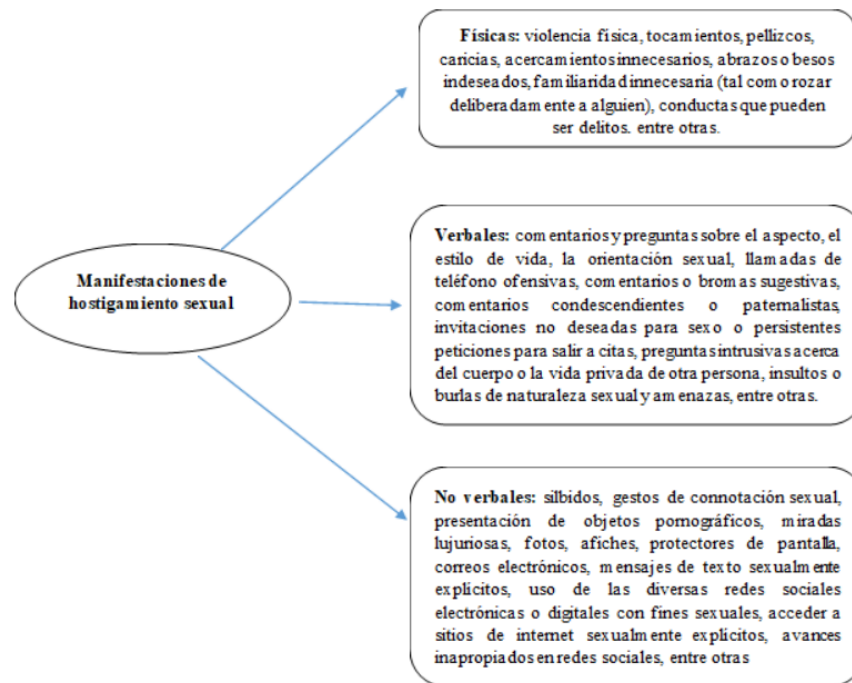 Físicas: violencia física, tocamientos, pellizcos,
caricias, acercamientos innecesarios, abrazos o besos
indeseados, familiaridad innecesaria (tal como rozar
deliberadamente a alguien), conductas que pueden
ser delitos. entre otras.
Manifestaciones de
hostigamiento sexual
Verbales: comentarios y preguntas sobre el aspecto, el
estilo de vida, la orientación sexual, llamadas de
teléfono ofensivas, comentarios o bromas sugestivas,
comentarios condescendientes o paternalistas,
invitaciones no deseadas para sexo o persistentes
peticiones para salir a citas, preguntas intrusivas acerca
del cuerpo o la vida privada de otra persona, insultos o
burlas de naturaleza sexual y amenazas, entre otras.
No verbales: silbidos, gestos de connotación sexual,
presentación de objetos pornográficos, miradas
lujuriosas, fotos, afiches, protectores de pantalla,
correos electrónicos, mensajes de texto sexualmente
explícitos, uso de las diversas redes sociales
electrónicas o digitales con fines sexuales, acceder a
sitios de internet sexualmente explícitos, avances
inapropiados en redes sociales, entre otras